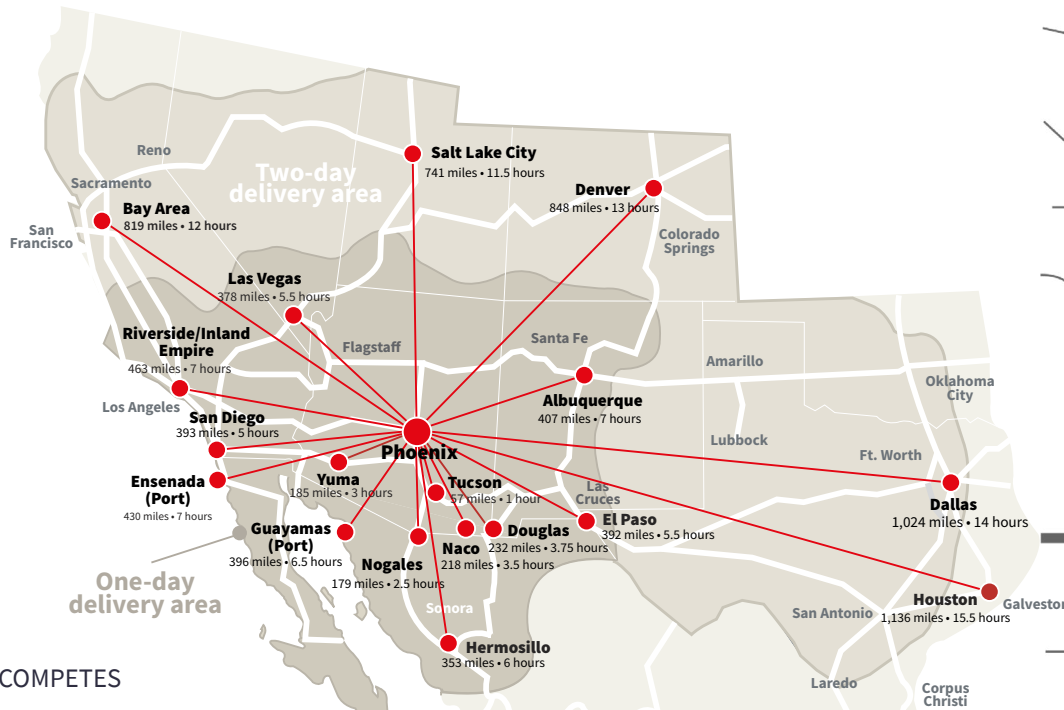 Reno
Salt Lake City
741 miles • 11.5 hours
Two-day
delivery area
Sacramento
Denver
848 miles • 13 hours
Bay Area
819 miles • 12 hours
San
Francisco
Colorado
Springs
Las Vegas
378 miles • 5.5 hours
Riverside/Inland
Empire
463 miles • 7 hours
Flagstaff
Santa Fe
Amarillo
Oklahoma
City
Los Angeles
San Diego
393 miles • 5 hours
Albuquerque
407 miles • 7 hours
Phoenix
Lubbock
Ft. Worth
Ensenada
(Port)
430 miles • 7 hours
Yuma
185 miles • 3 hours
Tucson
57 miles • 1 hour
Las
Cruces
Dallas
1,024 miles • 14 hours
Guayamas
(Port)
396 miles • 6.5 hours
Nogales
179 miles • 2.5 hours
Naco
218 miles • 3.5 hours
Douglas
232 miles • 3.75 hours
El Paso
392 miles • 5.5 hours
One-day
delivery area
Sonora
San Antonio
Houston
1,136 miles • 15.5 hours
Galveston
Hermosillo
353 miles • 6 hours
COMPETES
Laredo
Corpus
Christi